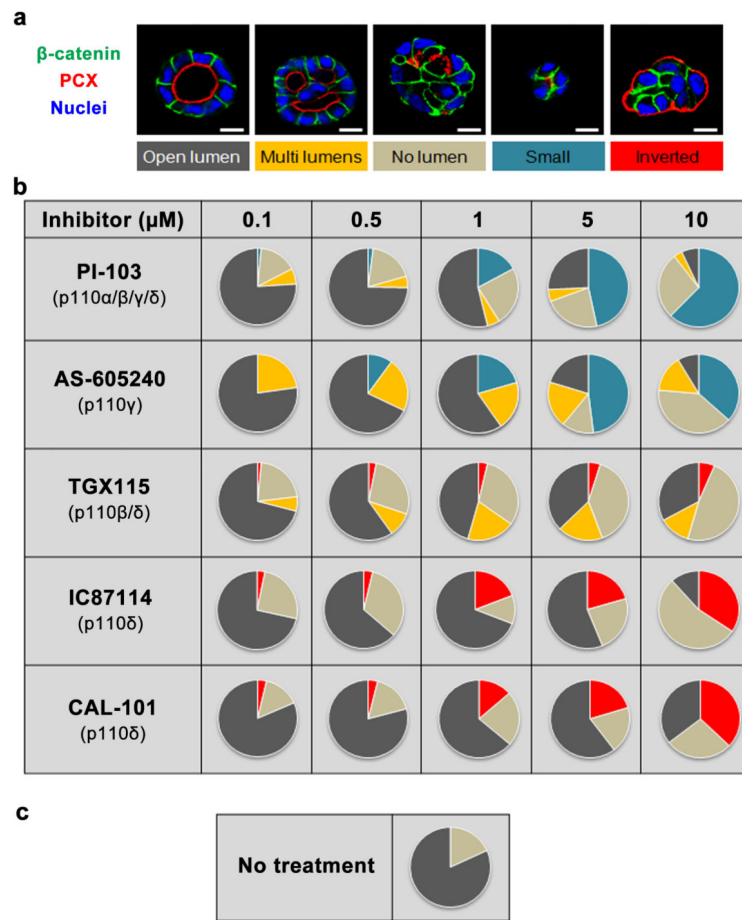 a
β-catenin
PCX
Nuclei
Open lumen Multi lumens No lumen Small Inverted
b
Inhibitor (μM) 0.1 0.5 1 5 10
PI-103
(p110α/β/γ/δ)
AS-605240
(p110γ)
TGX115
(p110β/δ)
IC87114
(p110δ)
CAL-101
(p110δ)
c
No treatment